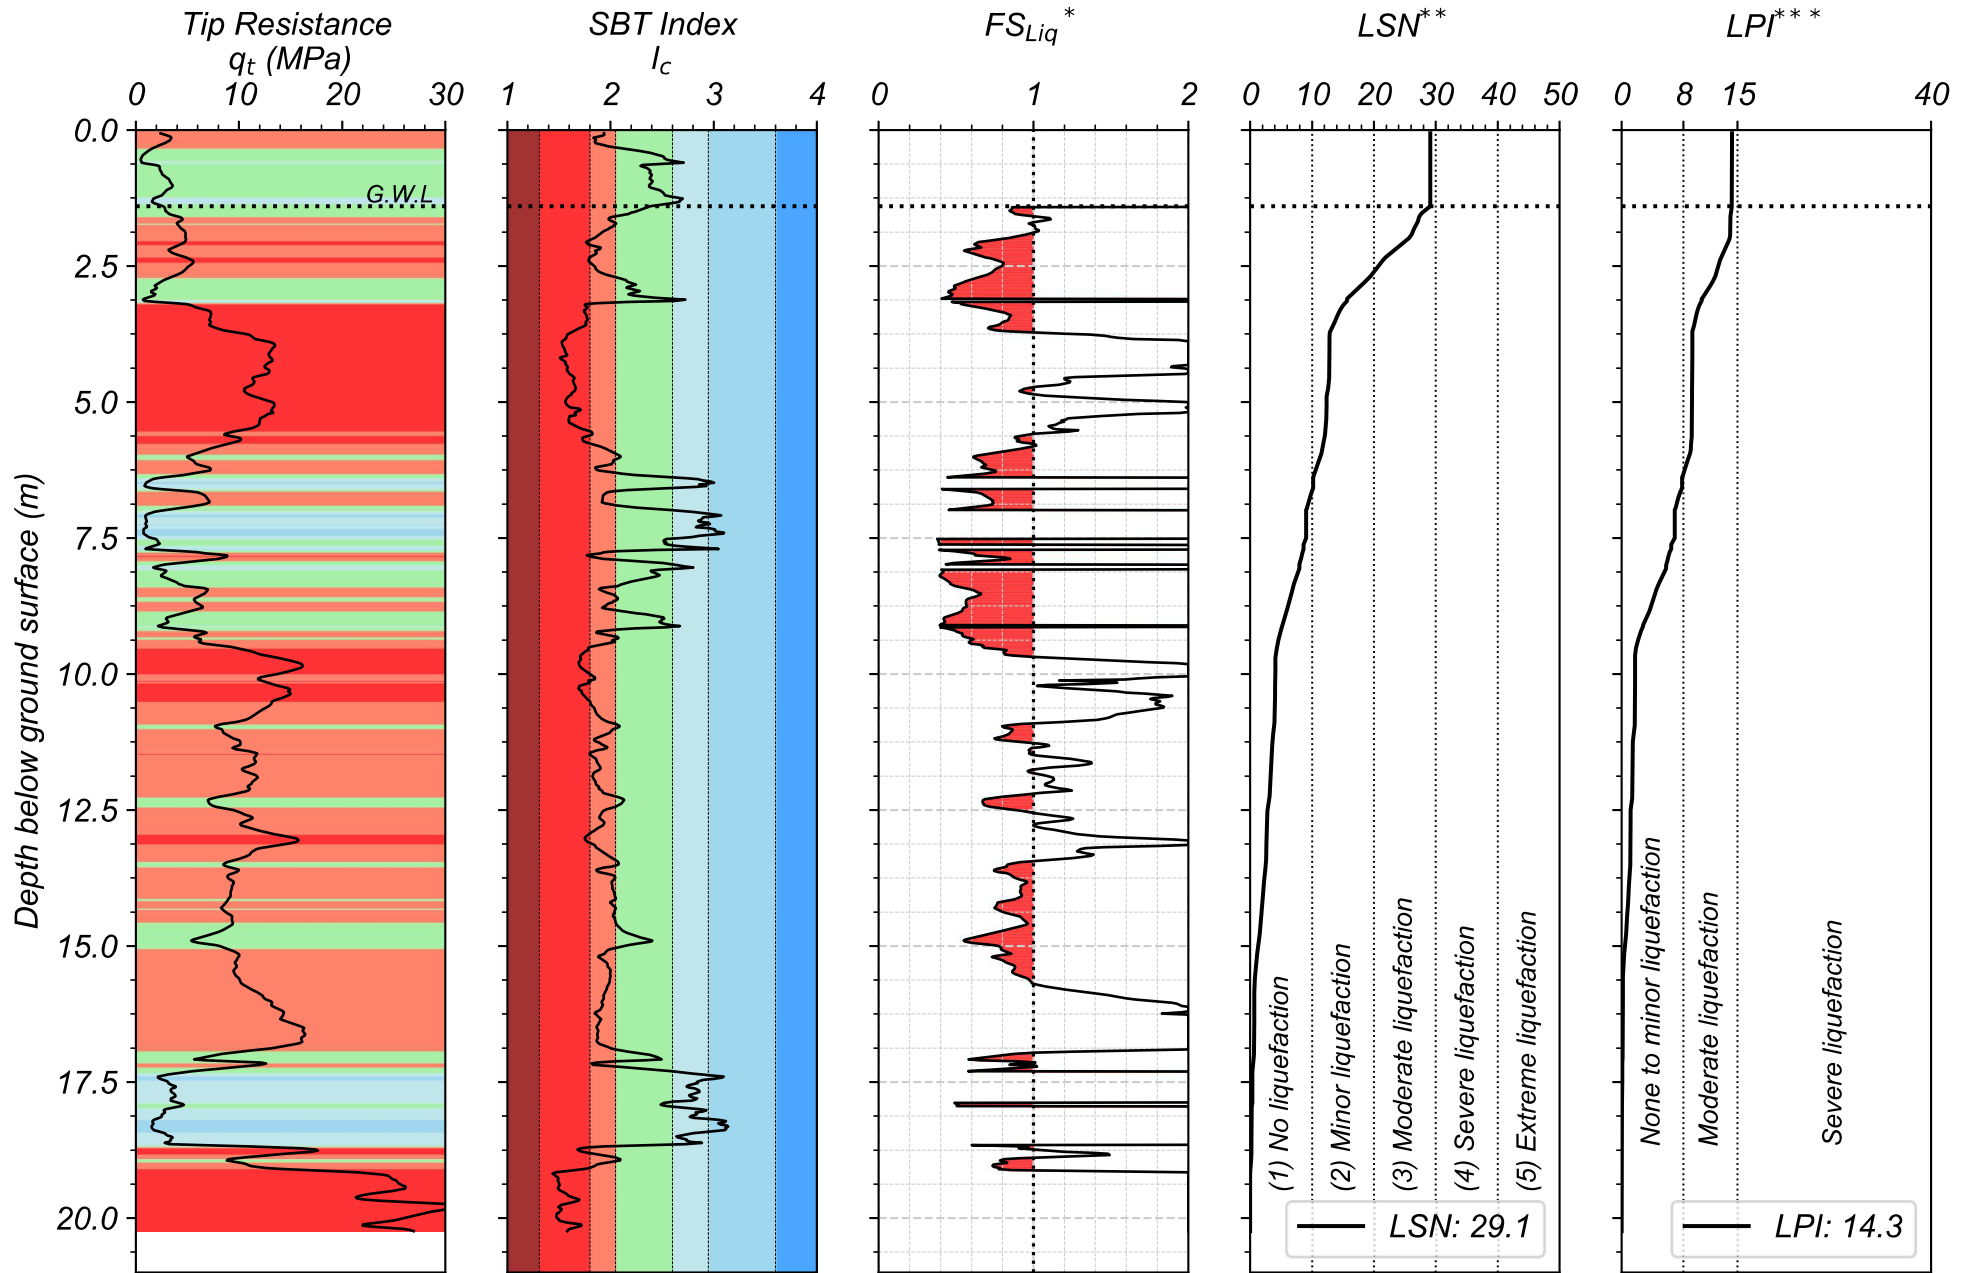 Tip Resistance
qt (MPa)
SBT Index
Ic
FSLiq*
LSN**
LPI***
0 10 20 30
1 2 3 4
0 1 2
0 10 20 30 40 50
0 8 15 40
0.0
2.5
5.0
7.5
10.0
12.5
15.0
17.5
20.0
Depth below ground surface (m)
G.W.L
(1) No liquefaction
(2) Minor liquefaction
(3) Moderate liquefaction
(4) Severe liquefaction
(5) Extreme liquefaction
LSN: 29.1
None to minor liquefaction
Moderate liquefaction
Severe liquefaction
LPI: 14.3